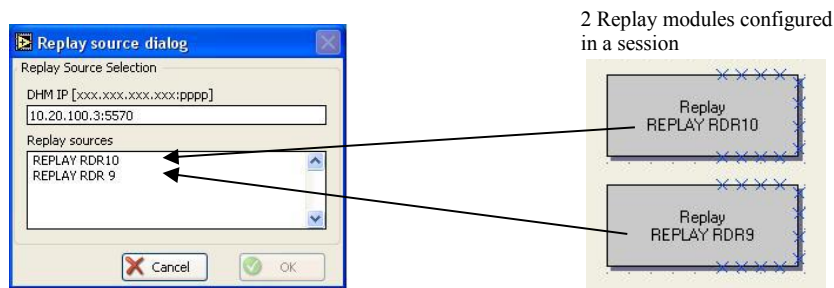 Replay source dialog
Replay Source Selection
DHM IP [xxx.xxx.xxx.xxx:pppp]
10.20.100.3:5570
Replay sources
REPLAY RDR10
REPLAY RDR 9
Cancel
OK
2 Replay modules configured
in a session
Replay
REPLAY RDR10
Replay
REPLAY RDR9